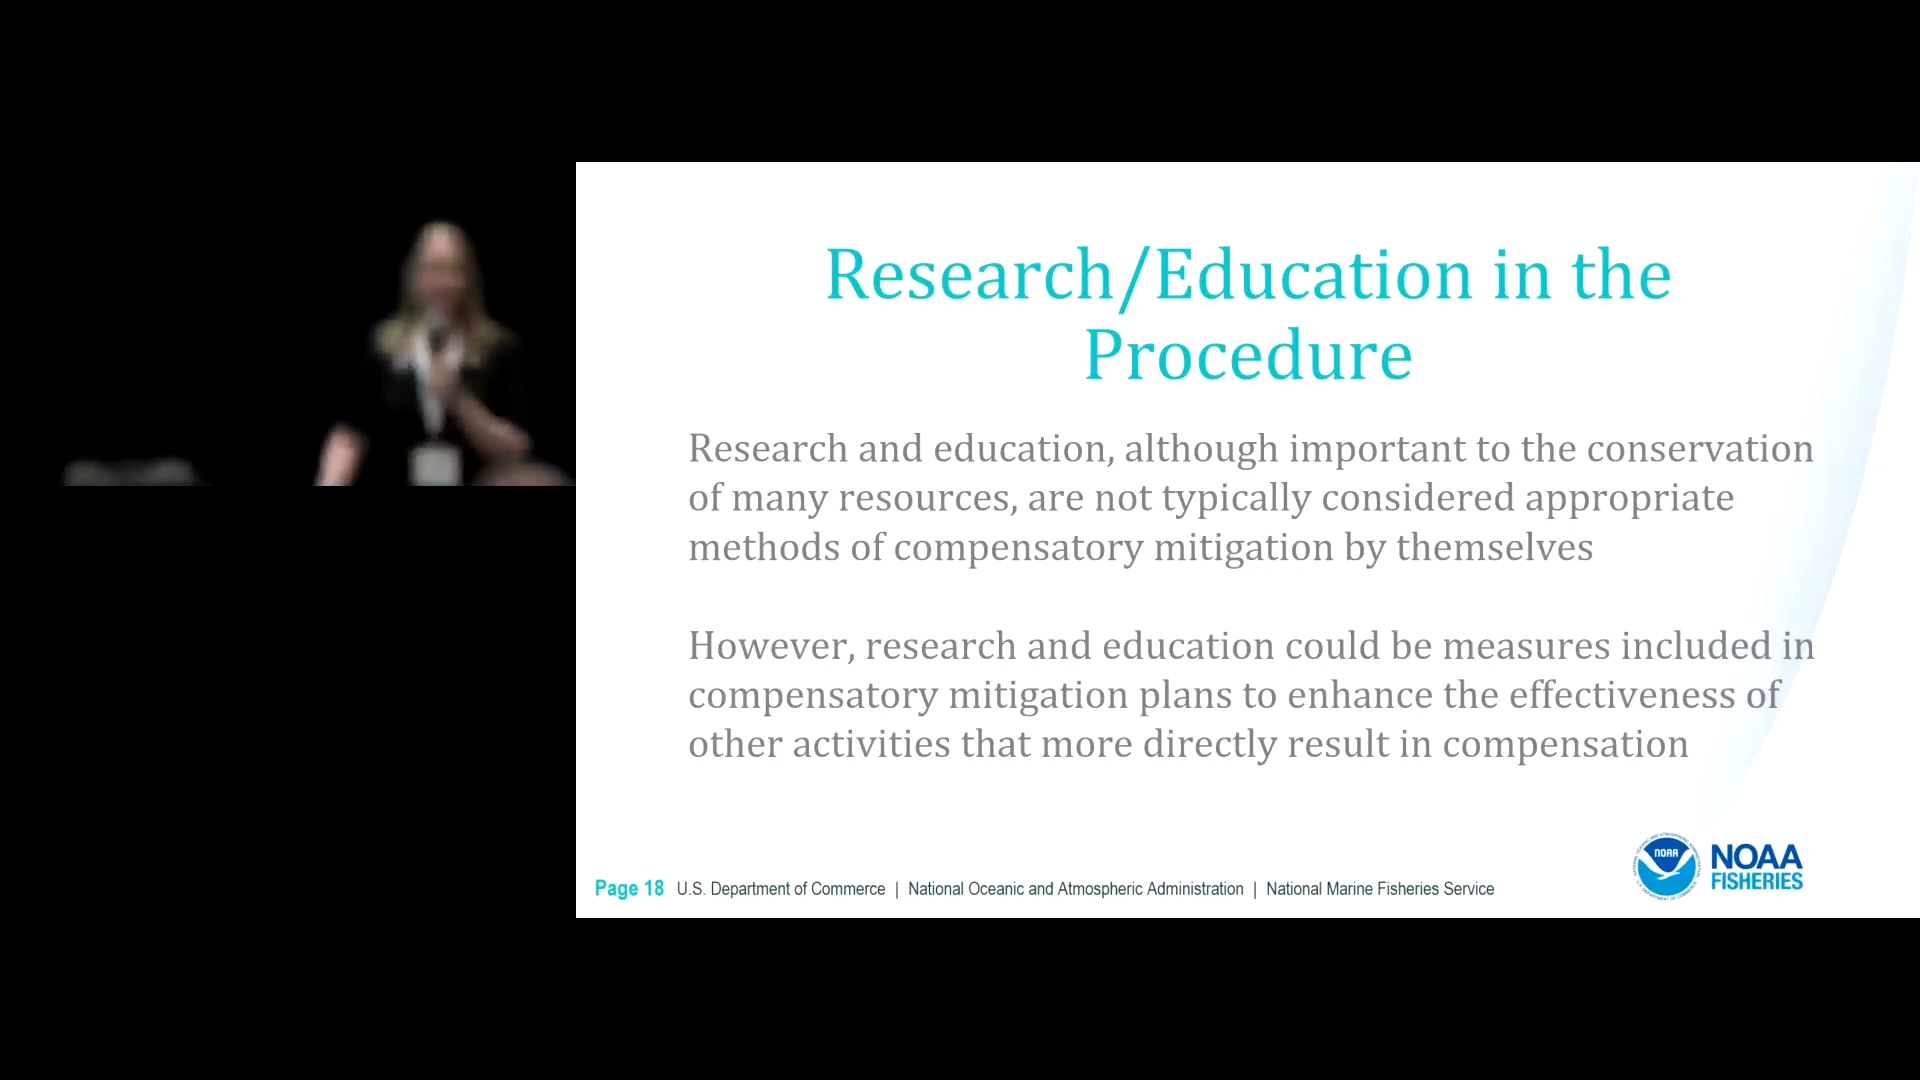 Research/Education in the
Procedure
Research and education, although important to the conservation
of many resources, are not typically considered appropriate
methods of compensatory mitigation by themselves
However, research and education could be measures included in
compensatory mitigation plans to enhance the effectiveness of
other activities that more directly result in compensation
NOAA
NOAA
FISHERIES
Page 18 U.S. Department of Commerce | National Oceanic and Atmospheric Administration | National Marine Fisheries Service